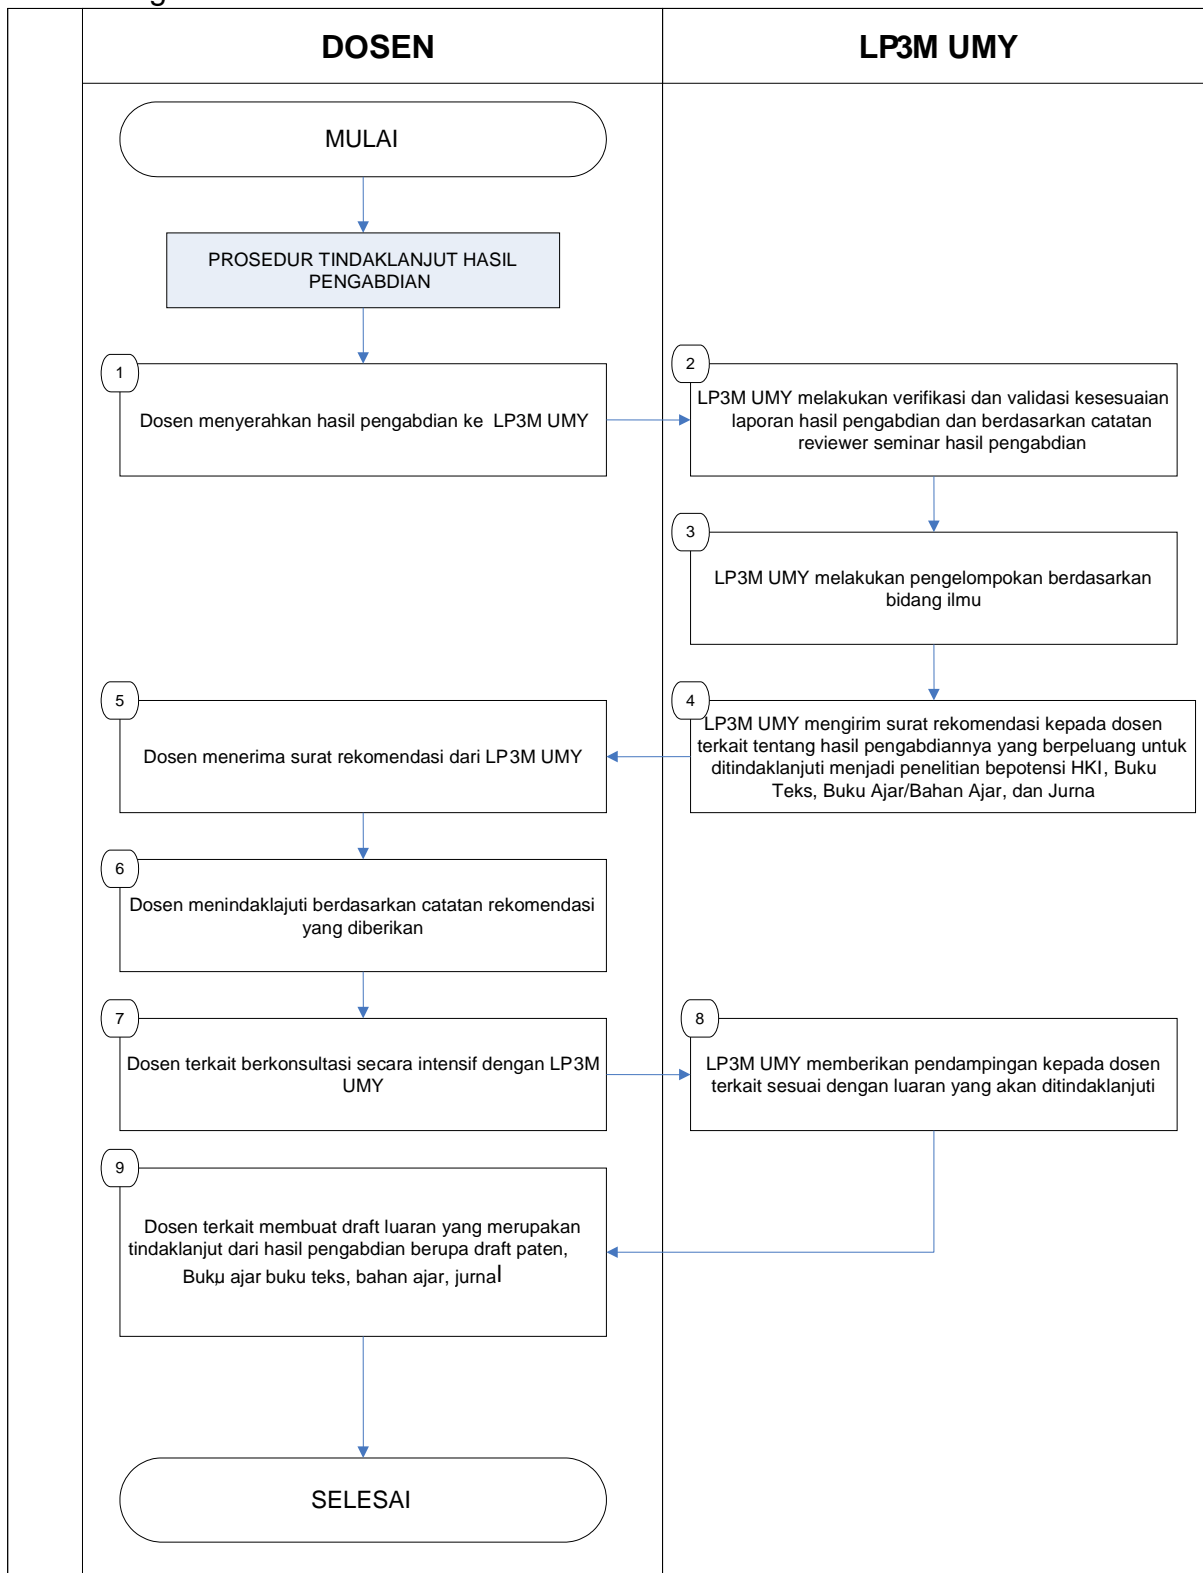 DOSEN
LP3M UMY
MULAI
PROSEDUR TINDAKLANJUT HASIL
PENGABDIAN
1
Dosen menyerahkan hasil pengabdian ke LP3M UMY
2
LP3M UMY melakukan verifikasi dan validasi kesesuaian
laporan hasil pengabdian dan berdasarkan catatan
reviewer seminar hasil pengabdian
3
LP3M UMY melakukan pengelompokan berdasarkan
bidang ilmu
4
LP3M UMY mengirim surat rekomendasi kepada dosen
terkait tentang hasil pengabdiannya yang berpeluang untuk
ditindaklanjuti menjadi penelitian bepotensi HKI, Buku
Teks, Buku Ajar/Bahan Ajar, dan Jurna
5
Dosen menerima surat rekomendasi dari LP3M UMY
6
Dosen menindaklajuti berdasarkan catatan rekomendasi
yang diberikan
7
Dosen terkait berkonsultasi secara intensif dengan LP3M
UMY
8
LP3M UMY memberikan pendampingan kepada dosen
terkait sesuai dengan luaran yang akan ditindaklanjuti
9
Dosen terkait membuat draft luaran yang merupakan
tindaklanjut dari hasil pengabdian berupa draft paten,
Buku, ajar buku teks, bahan ajar, jurnal
SELESAI